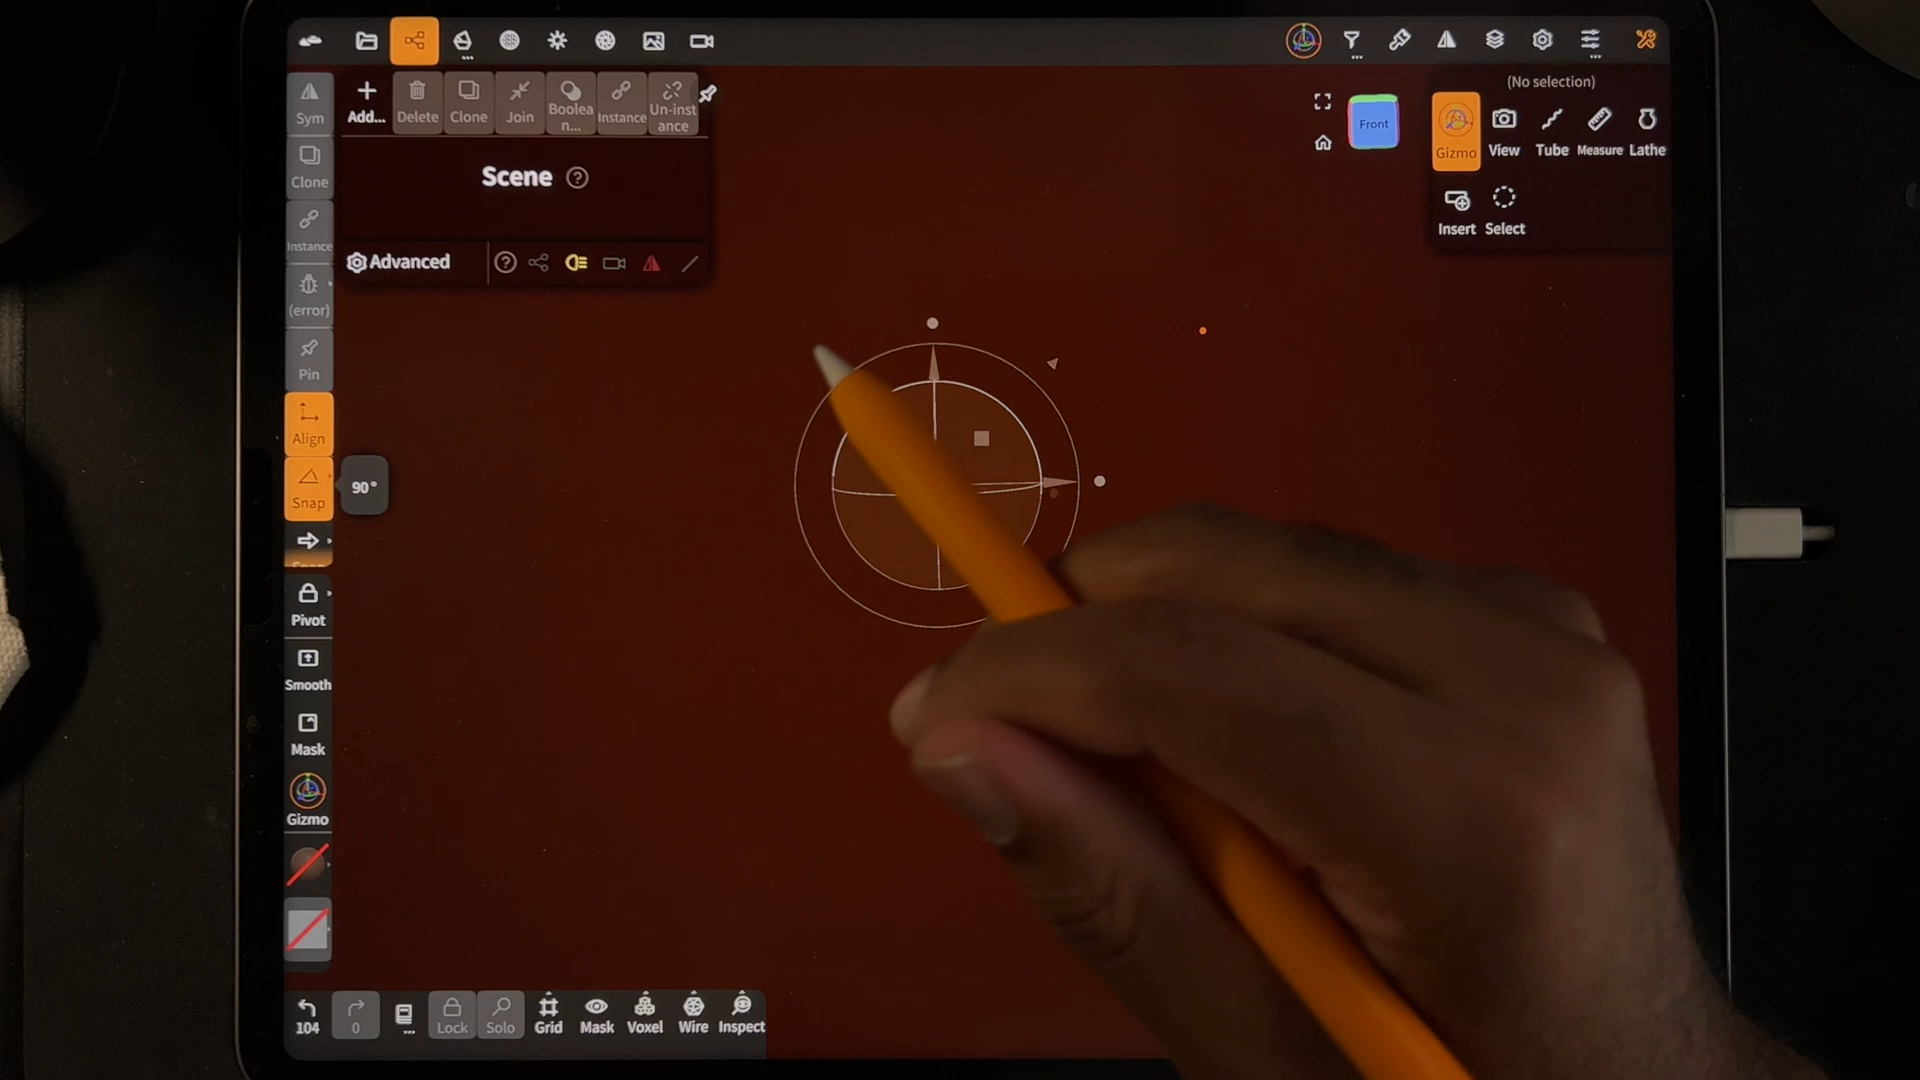 Sym
Clone
Instance
(error)
Pin
Align
Snap
90°
Pivot
Smooth
Mask
Gizmo
Add...
Delete
Clone
Join
Boolea
n...
Instance
Un-inst
ance
Scene ?
Advanced ?
Front
(No selection)
Gizmo
View
Tube
Measure
Lathe
Insert
Select
104
0
Lock
Solo
Grid
Mask
Voxel
Wire
Inspect